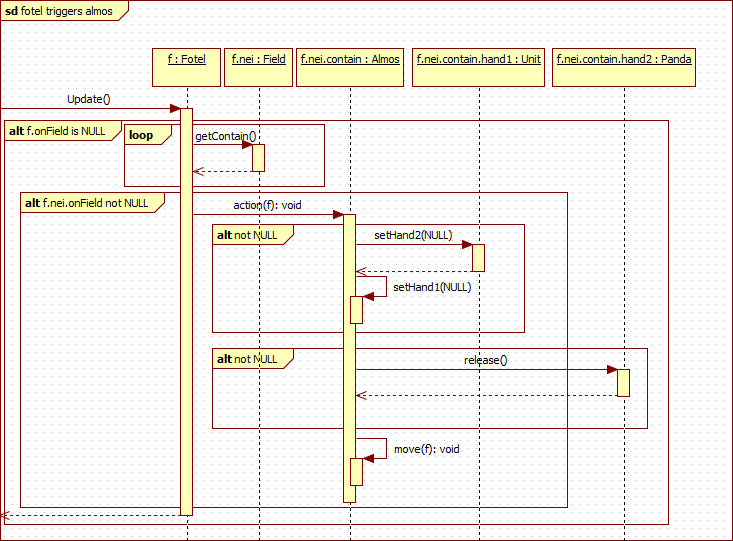 sd fotel triggers almos
f : Fotel
f.nei : Field
f.nei.contain : Almos
f.nei.contain.hand1 : Unit
f.nei.contain.hand2 : Panda
Update()
alt f.onField is NULL
loop
getContain()
alt f.nei.onField not NULL
action(f): void
alt not NULL
setHand2(NULL)
setHand1(NULL)
alt not NULL
release()
move(f): void